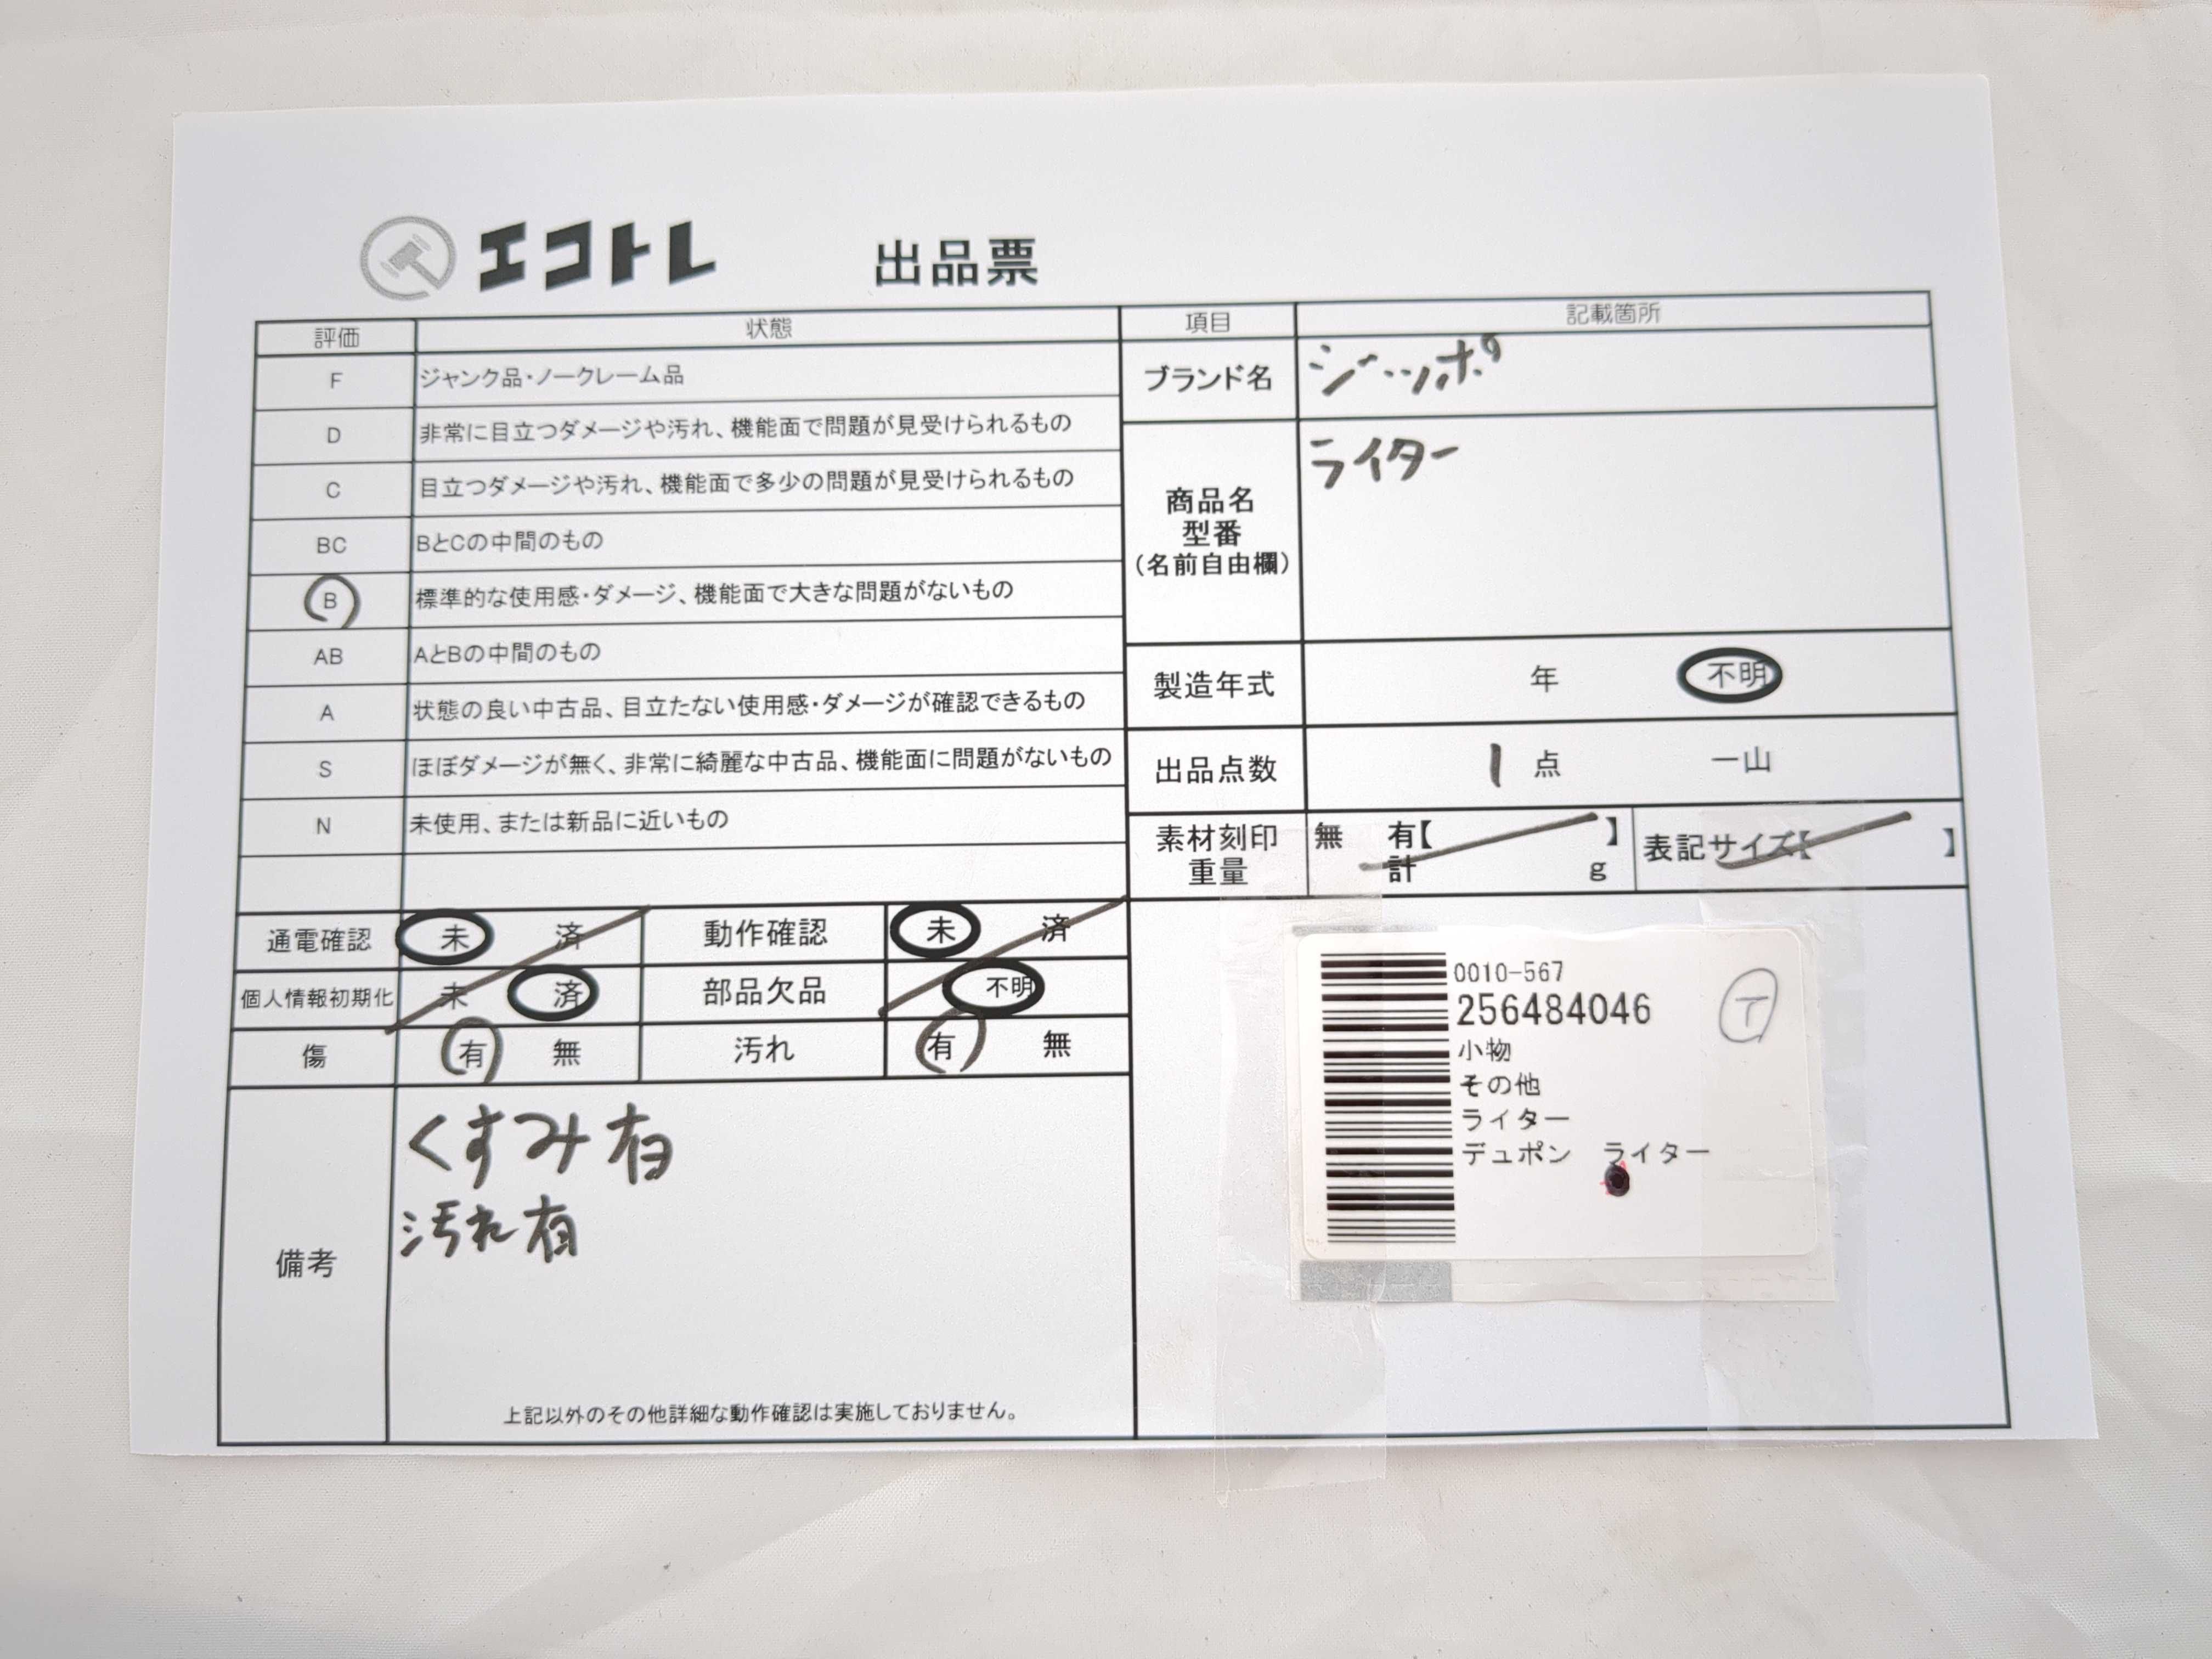 エコトレ 出品票
評価 状態
F ジャンク品・ノークレーム品
D 非常に目立つダメージや汚れ、機能面で問題が見受けられるもの
C 目立つダメージや汚れ、機能面で多少の問題が見受けられるもの
BC BとCの中間のもの
B 標準的な使用感・ダメージ、機能面で大きな問題がないもの
AB AとBの中間のもの
A 状態の良い中古品、目立たない使用感・ダメージが確認できるもの
S ほぼダメージが無く、非常に綺麗な中古品、機能面に問題がないもの
N 未使用、または新品に近いもの
通電確認 未 済 動作確認 未 済
個人情報初期化 未 済 部品欠品 不明
傷 有 無 汚れ 有 無
備考
くすみ有
汚れ有
上記以外のその他詳細な動作確認は実施しておりません。
項目 記載箇所
ブランド名 ジッポ
商品名
型番
(名前自由欄)
ライター
製造年式 年 不明
出品点数 1 点 一山
素材刻印
重量
無 有【 】
計 g
表記サイズ【 】
0010-567
256484046
小物
その他
ライター
デュポン ライター
T